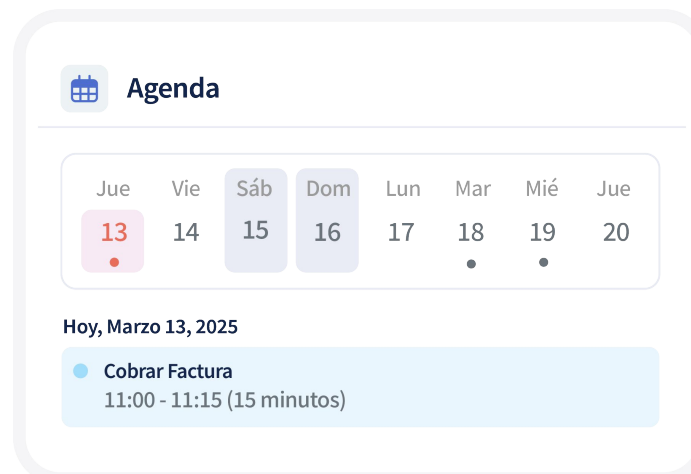 Agenda
Jue Vie Sáb Dom Lun Mar Mié Jue
13 14 15 16 17 18 19 20
Hoy, Marzo 13, 2025
Cobrar Factura
11:00 - 11:15 (15 minutos)